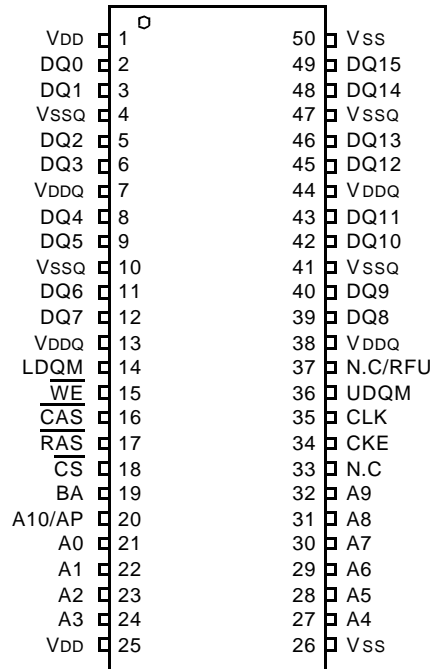 VDD 1 50 VSS
DQ0 2 49 DQ15
DQ1 3 48 DQ14
VSSQ 4 47 VSSQ
DQ2 5 46 DQ13
DQ3 6 45 DQ12
VDDQ 7 44 VDDQ
DQ4 8 43 DQ11
DQ5 9 42 DQ10
VSSQ 10 41 VSSQ
DQ6 11 40 DQ9
DQ7 12 39 DQ8
VDDQ 13 38 VDDQ
LDQM 14 37 N.C/RFU
W̅E̅ 15 36 UDQM
C̅A̅S̅ 16 35 CLK
R̅A̅S̅ 17 34 CKE
C̅S̅ 18 33 N.C
BA 19 32 A9
A10/AP 20 31 A8
A0 21 30 A7
A1 22 29 A6
A2 23 28 A5
A3 24 27 A4
VDD 25 26 VSS